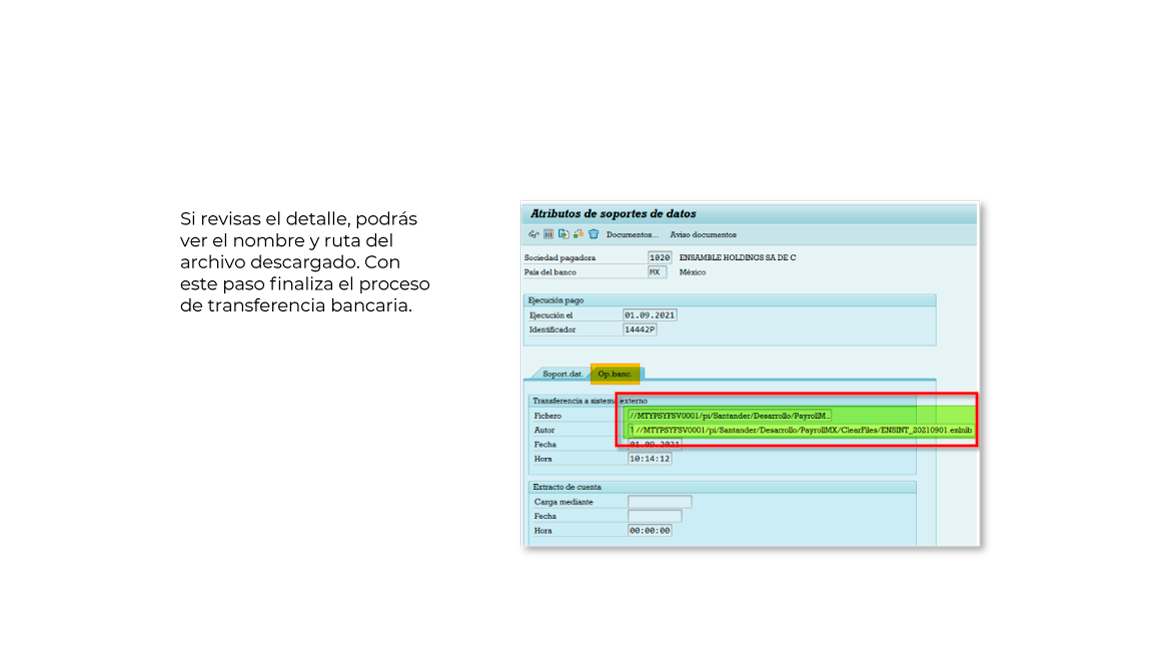 Si revisas el detalle, podrás
ver el nombre y ruta del
archivo descargado. Con
este paso finaliza el proceso
de transferencia bancaria.
Atributos de soportes de datos
Documentos... Aviso documentos
Sociedad pagadora 1020 ENSAMBLE HOLDINGS SA DE C
País del banco MX México
Ejecución pago
Ejecución el 01.09.2021
Identificador 14442P
Soport.dat. Op.banc.
Transferencia a sistema externo
Fichero //MTYPSYFSV0001/pi/Santander/Desarrollo/PayrollM...
Autor //MTYPSYFSV0001/pi/Santander/Desarrollo/PayrollMX/ClearFiles/ENSINT_20210901.enlnib
Fecha 01.09.2021
Hora 10:14:12
Extracto de cuenta
Carga mediante
Fecha
Hora 00:00:00